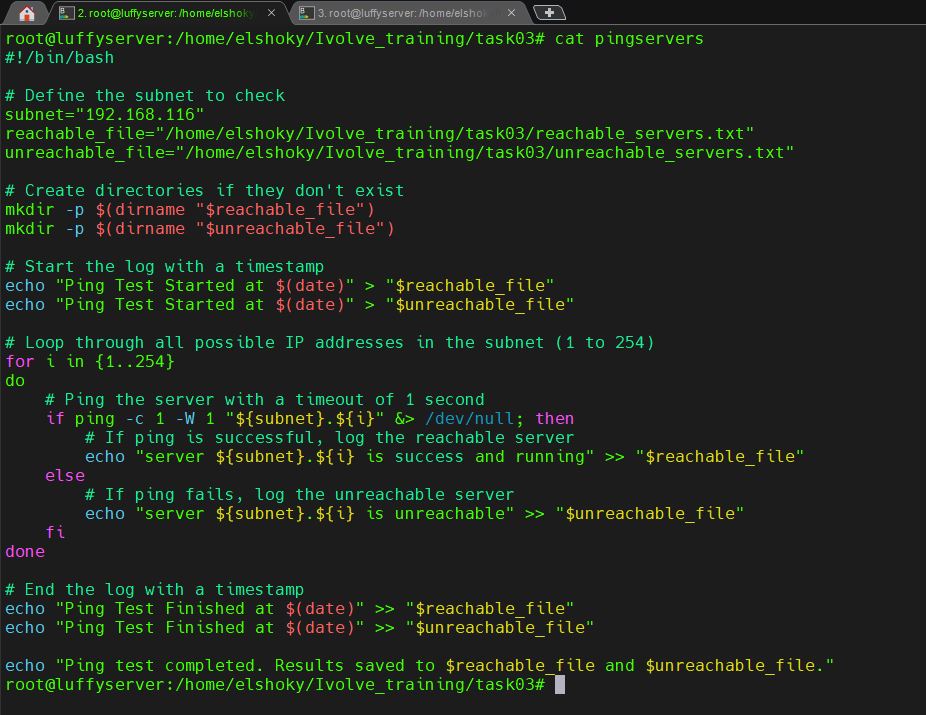 2. root@luffyserver: /home/elshoky
3. root@luffyserver: /home/elshok
root@luffyserver:/home/elshoky/Ivolve_training/task03# cat pingservers
#!/bin/bash

# Define the subnet to check
subnet="192.168.116"
reachable_file="/home/elshoky/Ivolve_training/task03/reachable_servers.txt"
unreachable_file="/home/elshoky/Ivolve_training/task03/unreachable_servers.txt"

# Create directories if they don't exist
mkdir -p $(dirname "$reachable_file")
mkdir -p $(dirname "$unreachable_file")

# Start the log with a timestamp
echo "Ping Test Started at $(date)" > "$reachable_file"
echo "Ping Test Started at $(date)" > "$unreachable_file"

# Loop through all possible IP addresses in the subnet (1 to 254)
for i in {1..254}
do
    # Ping the server with a timeout of 1 second
    if ping -c 1 -W 1 "${subnet}.${i}" &> /dev/null; then
        # If ping is successful, log the reachable server
        echo "server ${subnet}.${i} is success and running" >> "$reachable_file"
    else
        # If ping fails, log the unreachable server
        echo "server ${subnet}.${i} is unreachable" >> "$unreachable_file"
    fi
done

# End the log with a timestamp
echo "Ping Test Finished at $(date)" >> "$reachable_file"
echo "Ping Test Finished at $(date)" >> "$unreachable_file"

echo "Ping test completed. Results saved to $reachable_file and $unreachable_file."
root@luffyserver:/home/elshoky/Ivolve_training/task03#